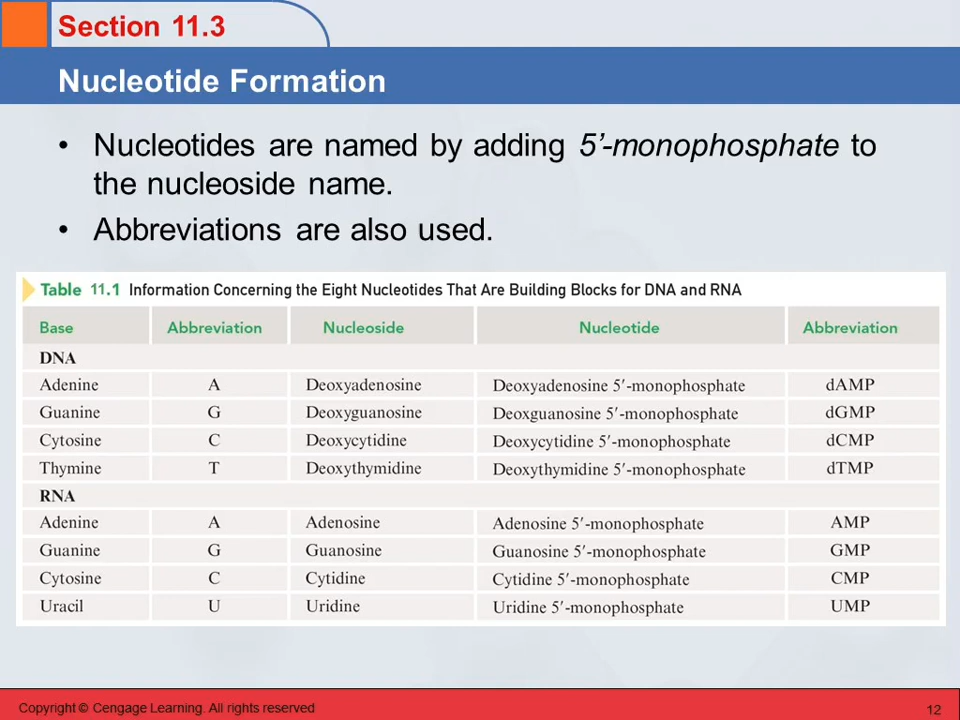 Section 11.3
Nucleotide Formation
• Nucleotides are named by adding 5’-monophosphate to
the nucleoside name.
• Abbreviations are also used.
Table 11.1 Information Concerning the Eight Nucleotides That Are Building Blocks for DNA and RNA
Base Abbreviation Nucleoside Nucleotide Abbreviation
DNA
Adenine A Deoxyadenosine Deoxyadenosine 5′-monophosphate dAMP
Guanine G Deoxyguanosine Deoxguanosine 5′-monophosphate dGMP
Cytosine C Deoxycytidine Deoxycytidine 5′-monophosphate dCMP
Thymine T Deoxythymidine Deoxythymidine 5′-monophosphate dTMP
RNA
Adenine A Adenosine Adenosine 5′-monophosphate AMP
Guanine G Guanosine Guanosine 5′-monophosphate GMP
Cytosine C Cytidine Cytidine 5′-monophosphate CMP
Uracil U Uridine Uridine 5′-monophosphate UMP
Copyright © Cengage Learning. All rights reserved 12